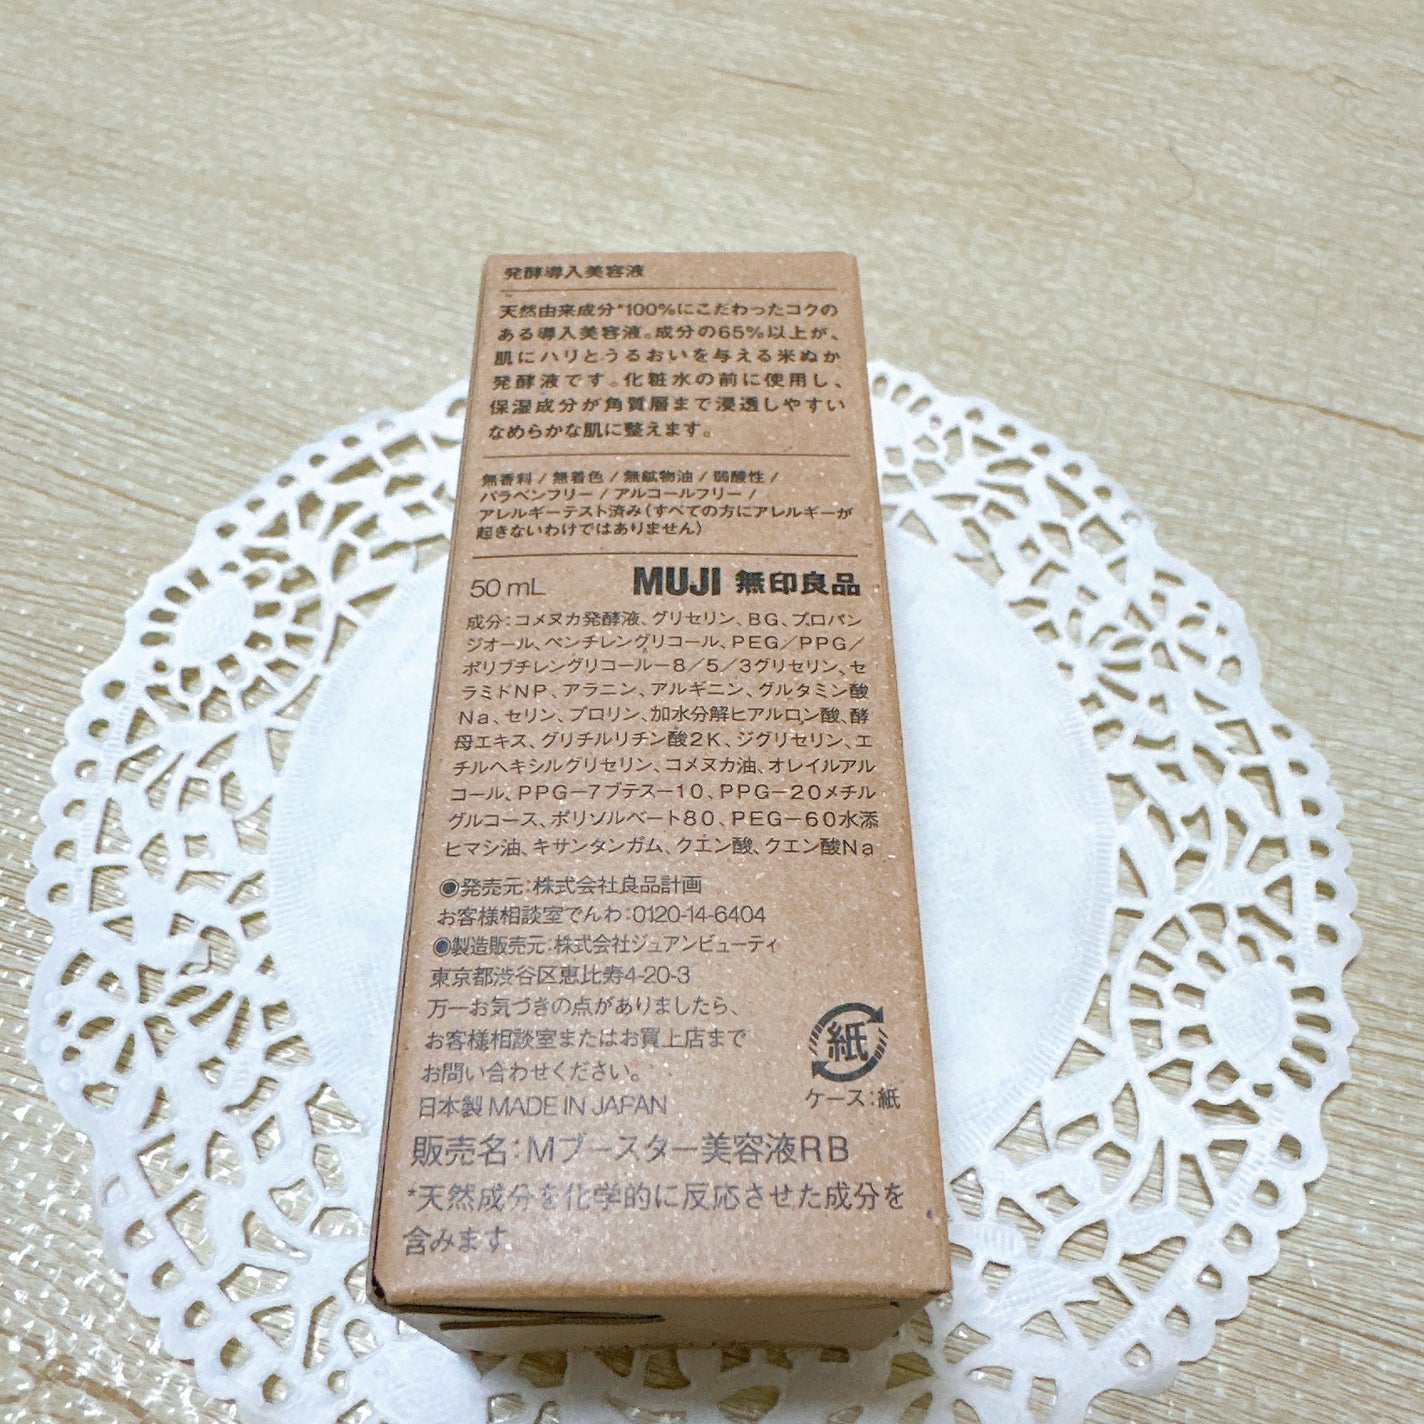 発酵導入美容液
天然由来成分*100%にこだわったコクの
ある導入美容液。成分の65%以上が、
肌にハリとうるおいを与える米ぬか
発酵液です。化粧水の前に使用し、
保湿成分が角質層まで浸透しやすい
なめらかな肌に整えます。
無香料/無着色/無鉱物油/弱酸性/
パラベンフリー/アルコールフリー/
アレルギーテスト済み(すべての方にアレルギーが
起きないわけではありません)
50 mL MUJI 無印良品
成分:コメヌカ発酵液、グリセリン、BG、プロパン
ジオール、ペンチレングリコール、PEG/PPG/
ポリブチレングリコール-8/5/3グリセリン、セ
ラミドNP、アラニン、アルギニン、グルタミン酸
Na、セリン、プロリン、加水分解ヒアルロン酸、酵
母エキス、グリチルリチン酸2K、ジグリセリン、エ
チルヘキシルグリセリン、コメヌカ油、オレイルアル
コール、PPG-7ブテス-10、PPG-20メチル
グルコース、ポリソルベート80、PEG-60水添
ヒマシ油、キサンタンガム、クエン酸、クエン酸Na
◉発売元:株式会社良品計画
お客様相談室でんわ:0120-14-6404
◉製造販売元:株式会社ジュアンビューティ
東京都渋谷区恵比寿4-20-3
万一お気づきの点がありましたら、
お客様相談室またはお買上店まで
お問い合わせください。
日本製 MADE IN JAPAN
紙
ケース:紙
販売名:Mブースター美容液RB
*天然成分を化学的に反応させた成分を
含みます